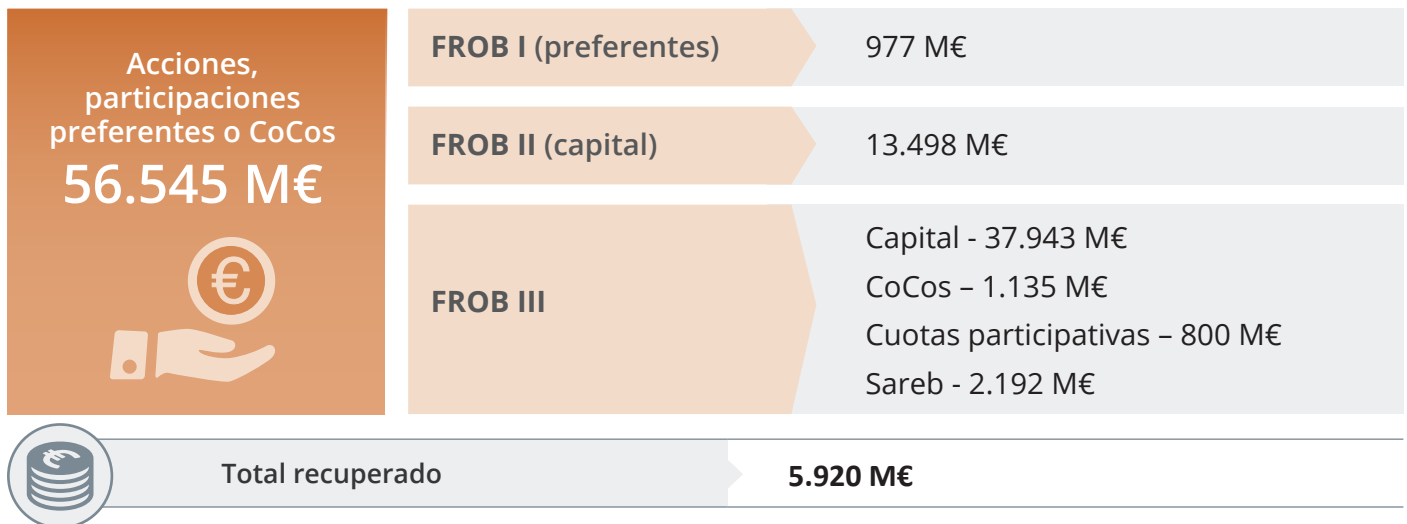 Acciones,
participaciones
preferentes o CoCos
56.545 M€
€
FROB I (preferentes)
977 M€
FROB II (capital)
13.498 M€
FROB III
Capital - 37.943 M€
CoCos – 1.135 M€
Cuotas participativas – 800 M€
Sareb - 2.192 M€
€
Total recuperado
5.920 M€